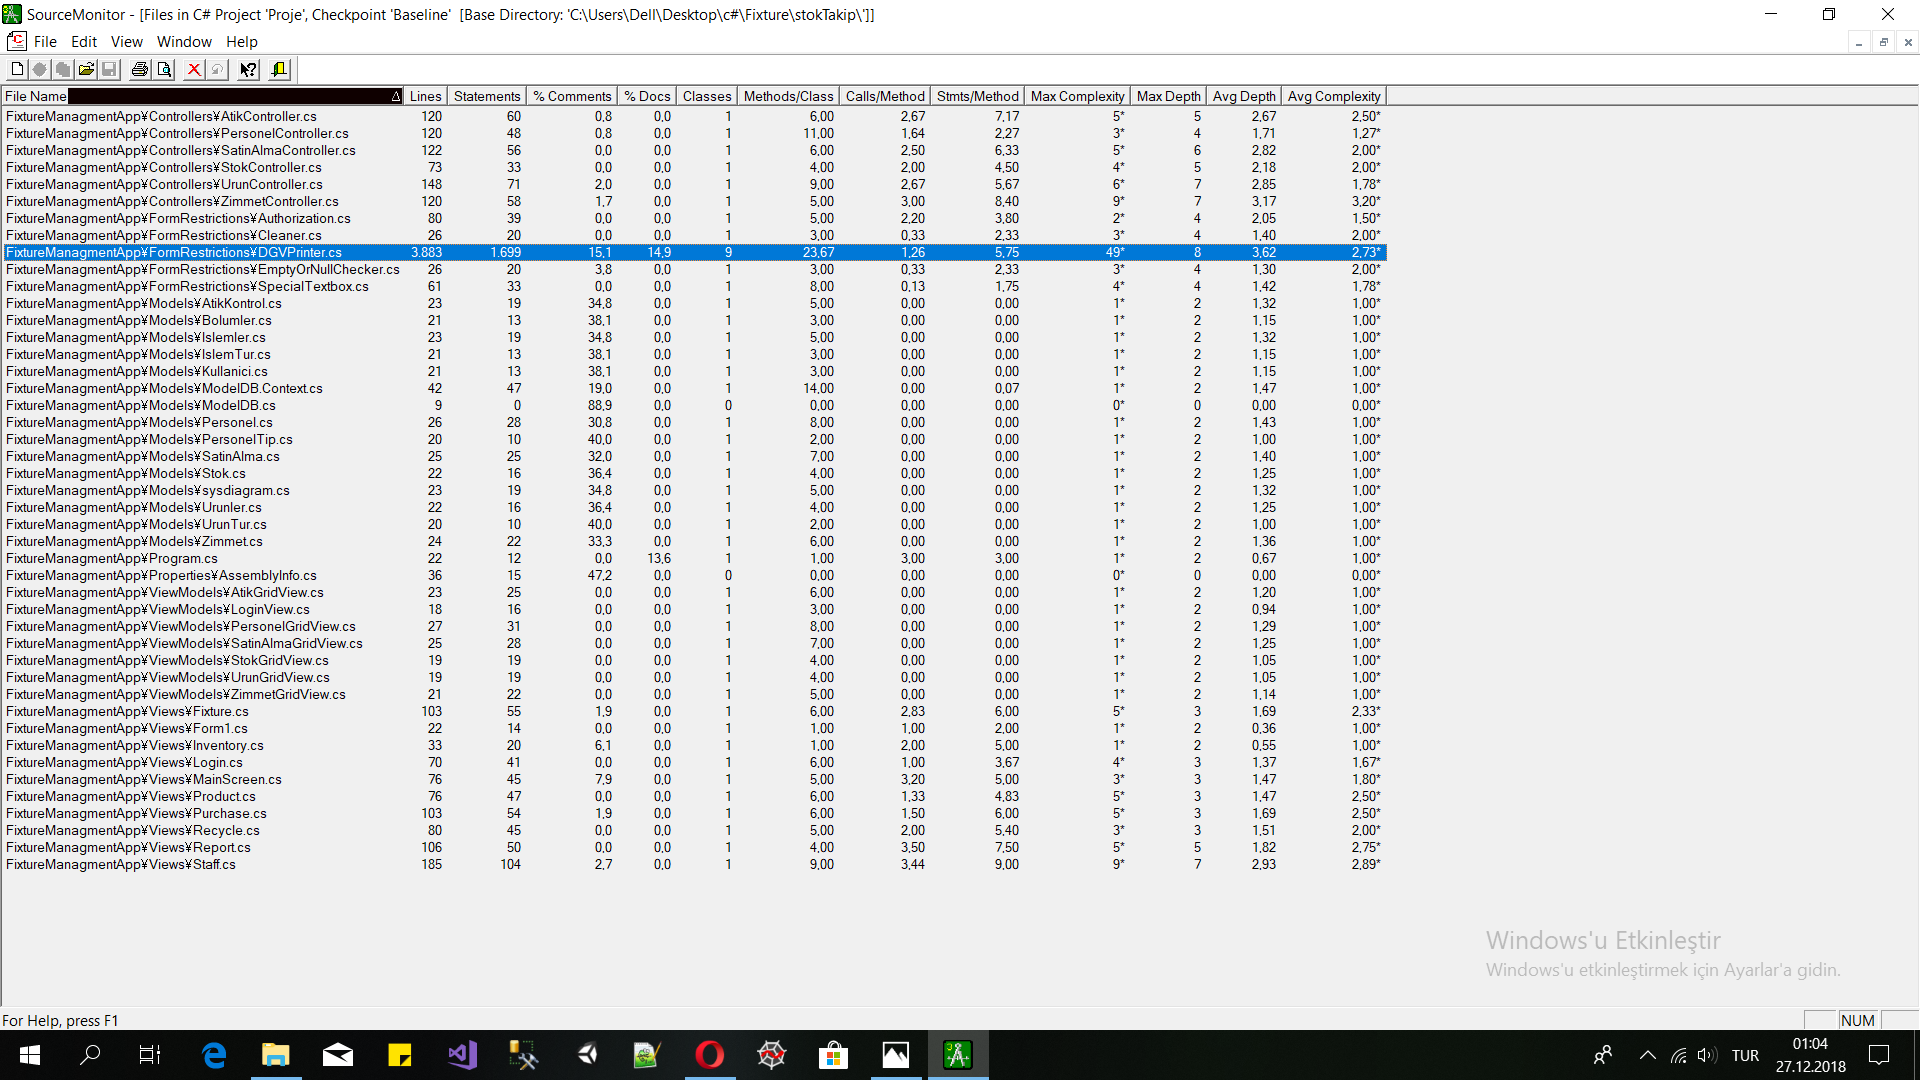 SourceMonitor - [Files in C# Project 'Proje', Checkpoint 'Baseline'  [Base Directory: 'C:\Users\Dell\Desktop\c#\Fixture\stokTakip\']]
File Edit View Window Help
File Name Lines Statements % Comments % Docs Classes Methods/Class Calls/Method Stmts/Method Max Complexity Max Depth Avg Depth Avg Complexity
FixtureManagmentApp¥Controllers¥AtikController.cs 120 60 0,8 0,0 1 6,00 2,67 7,17 5* 5 2,67 2,50*
FixtureManagmentApp¥Controllers¥PersonelController.cs 120 48 0,8 0,0 1 11,00 1,64 2,27 3* 4 1,71 1,27*
FixtureManagmentApp¥Controllers¥SatinAlmaController.cs 122 56 0,0 0,0 1 6,00 2,50 6,33 5* 6 2,82 2,00*
FixtureManagmentApp¥Controllers¥StokController.cs 73 33 0,0 0,0 1 4,00 2,00 4,50 4* 5 2,18 2,00*
FixtureManagmentApp¥Controllers¥UrunController.cs 148 71 2,0 0,0 1 9,00 2,67 5,67 6* 7 2,85 1,78*
FixtureManagmentApp¥Controllers¥ZimmetController.cs 120 58 1,7 0,0 1 5,00 3,00 8,40 9* 7 3,17 3,20*
FixtureManagmentApp¥FormRestrictions¥Authorization.cs 80 39 0,0 0,0 1 5,00 2,20 3,80 2* 4 2,05 1,50*
FixtureManagmentApp¥FormRestrictions¥Cleaner.cs 26 20 0,0 0,0 1 3,00 0,33 2,33 3* 4 1,40 2,00*
FixtureManagmentApp¥FormRestrictions¥DGVPrinter.cs 3.883 1.699 15,1 14,9 9 23,67 1,26 5,75 49* 8 3,62 2,73*
FixtureManagmentApp¥FormRestrictions¥EmptyOrNullChecker.cs 26 20 3,8 0,0 1 3,00 0,33 2,33 3* 4 1,30 2,00*
FixtureManagmentApp¥FormRestrictions¥SpecialTextbox.cs 61 33 0,0 0,0 1 8,00 0,13 1,75 4* 4 1,42 1,78*
FixtureManagmentApp¥Models¥AtikKontrol.cs 23 19 34,8 0,0 1 5,00 0,00 0,00 1* 2 1,32 1,00*
FixtureManagmentApp¥Models¥Bolumler.cs 21 13 38,1 0,0 1 3,00 0,00 0,00 1* 2 1,15 1,00*
FixtureManagmentApp¥Models¥Islemler.cs 23 19 34,8 0,0 1 5,00 0,00 0,00 1* 2 1,32 1,00*
FixtureManagmentApp¥Models¥IslemTur.cs 21 13 38,1 0,0 1 3,00 0,00 0,00 1* 2 1,15 1,00*
FixtureManagmentApp¥Models¥Kullanici.cs 21 13 38,1 0,0 1 3,00 0,00 0,00 1* 2 1,15 1,00*
FixtureManagmentApp¥Models¥ModelDB.Context.cs 42 47 19,0 0,0 1 14,00 0,00 0,07 1* 2 1,47 1,00*
FixtureManagmentApp¥Models¥ModelDB.cs 9 0 88,9 0,0 0 0,00 0,00 0,00 0* 0 0,00 0,00*
FixtureManagmentApp¥Models¥Personel.cs 26 28 30,8 0,0 1 8,00 0,00 0,00 1* 2 1,43 1,00*
FixtureManagmentApp¥Models¥PersonelTip.cs 20 10 40,0 0,0 1 2,00 0,00 0,00 1* 2 1,00 1,00*
FixtureManagmentApp¥Models¥SatinAlma.cs 25 25 32,0 0,0 1 7,00 0,00 0,00 1* 2 1,40 1,00*
FixtureManagmentApp¥Models¥Stok.cs 22 16 36,4 0,0 1 4,00 0,00 0,00 1* 2 1,25 1,00*
FixtureManagmentApp¥Models¥sysdiagram.cs 23 19 34,8 0,0 1 5,00 0,00 0,00 1* 2 1,32 1,00*
FixtureManagmentApp¥Models¥Urunler.cs 22 16 36,4 0,0 1 4,00 0,00 0,00 1* 2 1,25 1,00*
FixtureManagmentApp¥Models¥UrunTur.cs 20 10 40,0 0,0 1 2,00 0,00 0,00 1* 2 1,00 1,00*
FixtureManagmentApp¥Models¥Zimmet.cs 24 22 33,3 0,0 1 6,00 0,00 0,00 1* 2 1,36 1,00*
FixtureManagmentApp¥Program.cs 22 12 0,0 13,6 1 1,00 3,00 3,00 1* 2 0,67 1,00*
FixtureManagmentApp¥Properties¥AssemblyInfo.cs 36 15 47,2 0,0 0 0,00 0,00 0,00 0* 0 0,00 0,00*
FixtureManagmentApp¥ViewModels¥AtikGridView.cs 23 25 0,0 0,0 1 6,00 0,00 0,00 1* 2 1,20 1,00*
FixtureManagmentApp¥ViewModels¥LoginView.cs 18 16 0,0 0,0 1 3,00 0,00 0,00 1* 2 0,94 1,00*
FixtureManagmentApp¥ViewModels¥PersonelGridView.cs 27 31 0,0 0,0 1 8,00 0,00 0,00 1* 2 1,29 1,00*
FixtureManagmentApp¥ViewModels¥SatinAlmaGridView.cs 25 28 0,0 0,0 1 7,00 0,00 0,00 1* 2 1,25 1,00*
FixtureManagmentApp¥ViewModels¥StokGridView.cs 19 19 0,0 0,0 1 4,00 0,00 0,00 1* 2 1,05 1,00*
FixtureManagmentApp¥ViewModels¥UrunGridView.cs 19 19 0,0 0,0 1 4,00 0,00 0,00 1* 2 1,05 1,00*
FixtureManagmentApp¥ViewModels¥ZimmetGridView.cs 21 22 0,0 0,0 1 5,00 0,00 0,00 1* 2 1,14 1,00*
FixtureManagmentApp¥Views¥Fixture.cs 103 55 1,9 0,0 1 6,00 2,83 6,00 5* 3 1,69 2,33*
FixtureManagmentApp¥Views¥Form1.cs 22 14 0,0 0,0 1 1,00 1,00 2,00 1* 2 0,36 1,00*
FixtureManagmentApp¥Views¥Inventory.cs 33 20 6,1 0,0 1 1,00 2,00 5,00 1* 2 0,55 1,00*
FixtureManagmentApp¥Views¥Login.cs 70 41 0,0 0,0 1 6,00 1,00 3,67 4* 3 1,37 1,67*
FixtureManagmentApp¥Views¥MainScreen.cs 76 45 7,9 0,0 1 5,00 3,20 5,00 3* 3 1,47 1,80*
FixtureManagmentApp¥Views¥Product.cs 76 47 0,0 0,0 1 6,00 1,33 4,83 5* 3 1,47 2,50*
FixtureManagmentApp¥Views¥Purchase.cs 103 54 1,9 0,0 1 6,00 1,50 6,00 5* 3 1,69 2,50*
FixtureManagmentApp¥Views¥Recycle.cs 80 45 0,0 0,0 1 5,00 2,00 5,40 3* 3 1,51 2,00*
FixtureManagmentApp¥Views¥Report.cs 106 50 0,0 0,0 1 4,00 3,50 7,50 5* 5 1,82 2,75*
FixtureManagmentApp¥Views¥Staff.cs 185 104 2,7 0,0 1 9,00 3,44 9,00 9* 7 2,93 2,89*
Windows'u Etkinleştir
Windows'u etkinleştirmek için Ayarlar'a gidin.
For Help, press F1
NUM
TUR
01:04
27.12.2018